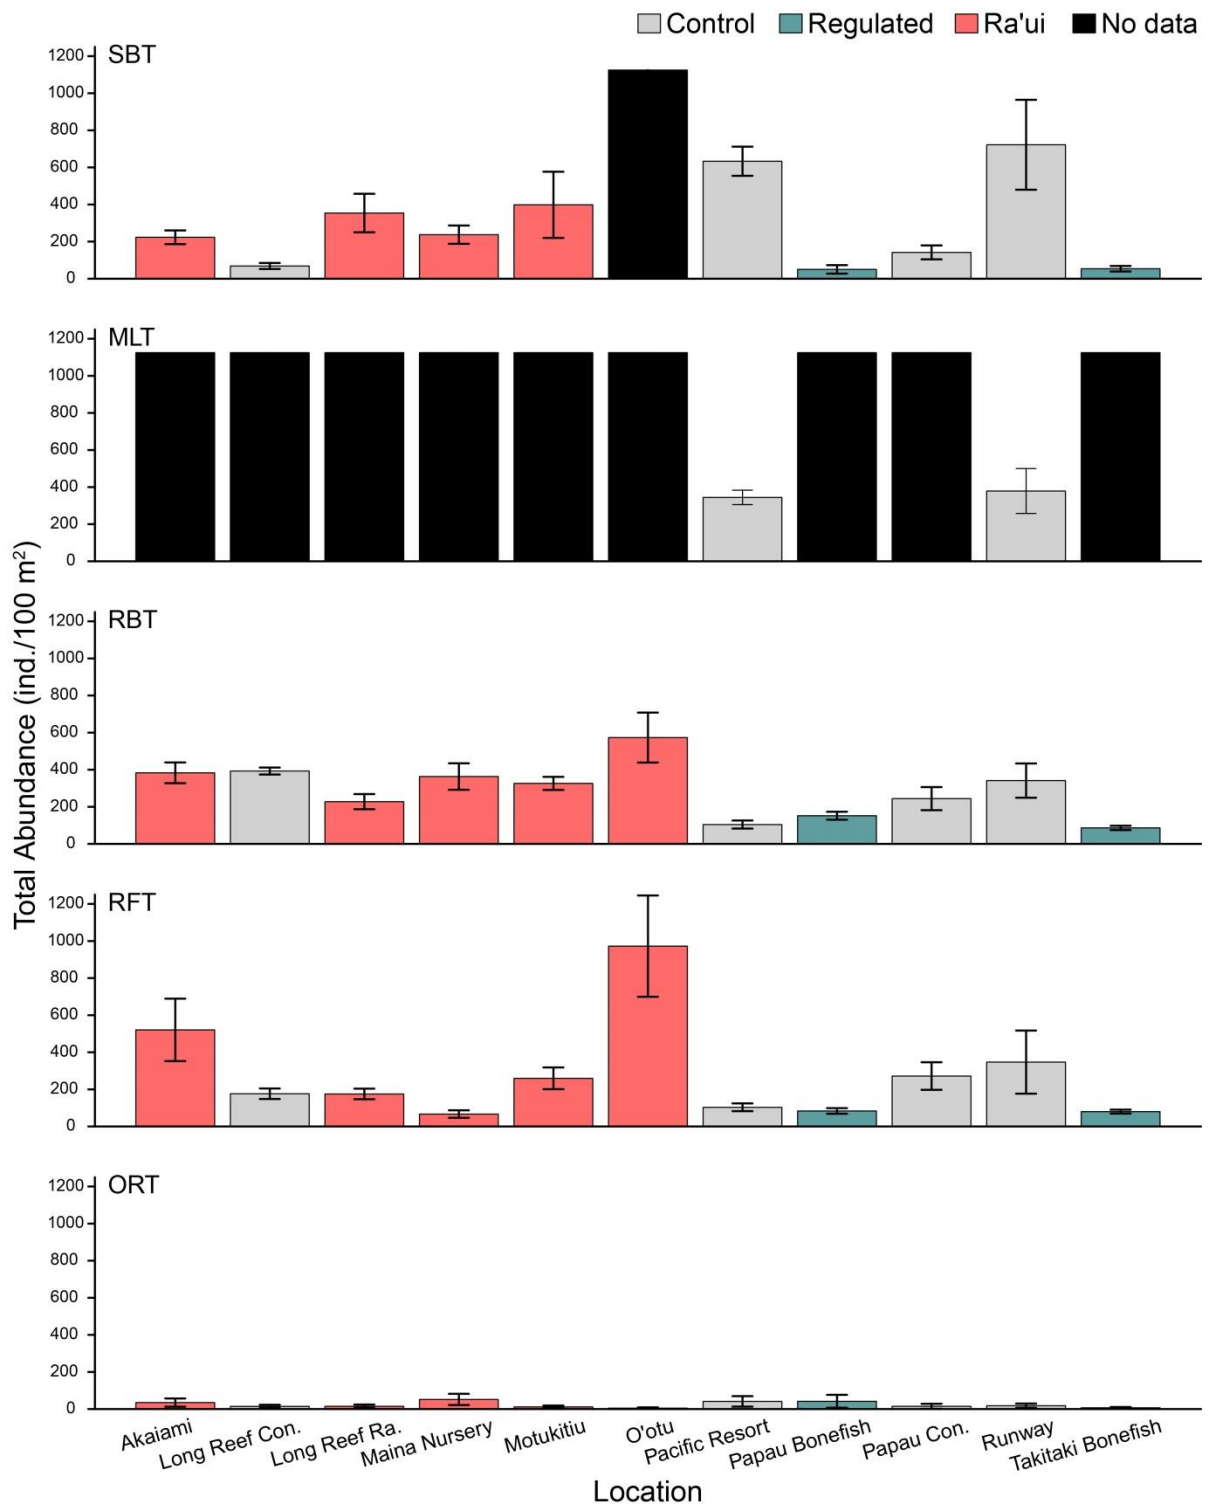 Control Regulated Ra'ui No data
SBT
1200
1000
800
600
400
200
0
MLT
1200
1000
800
600
400
200
0
RBT
1200
1000
800
600
400
200
0
RFT
1200
1000
800
600
400
200
0
ORT
1200
1000
800
600
400
200
0
Total Abundance (ind./100 m²)
Akaiami
Long Reef Con.
Long Reef Ra.
Maina Nursery
Motukitiu
O'otu
Pacific Resort
Papau Bonefish
Papau Con.
Runway
Takitaki Bonefish
Location